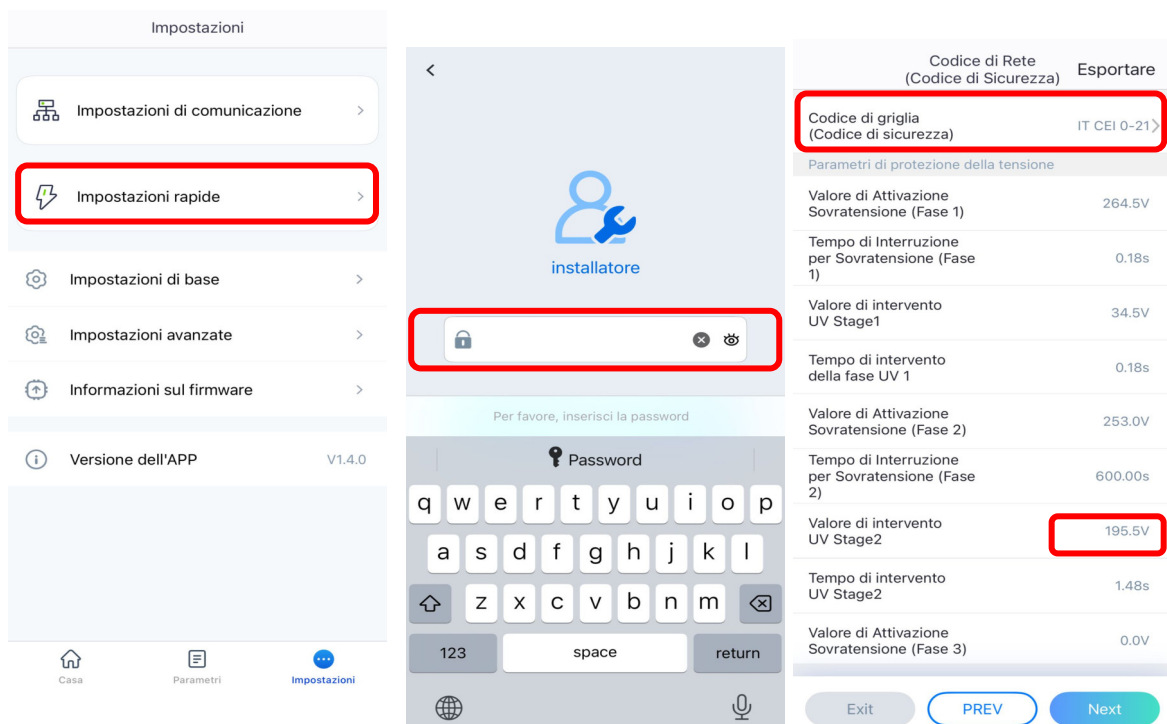 Impostazioni
Impostazioni di comunicazione
Impostazioni rapide
Impostazioni di base
Impostazioni avanzate
Informazioni sul firmware
Versione dell'APP V1.4.0
Casa Parametri Impostazioni
installatore
Per favore, inserisci la password
Password
q w e r t y u i o p
a s d f g h j k l
z x c v b n m
123 space return
Codice di Rete
(Codice di Sicurezza) Esportare
Codice di griglia
(Codice di sicurezza) IT CEI 0-21
Parametri di protezione della tensione
Valore di Attivazione
Sovratensione (Fase 1) 264.5V
Tempo di Interruzione
per Sovratensione (Fase
1) 0.18s
Valore di intervento
UV Stage1 34.5V
Tempo di intervento
della fase UV 1 0.18s
Valore di Attivazione
Sovratensione (Fase 2) 253.0V
Tempo di Interruzione
per Sovratensione (Fase
2) 600.00s
Valore di intervento
UV Stage2 195.5V
Tempo di intervento
UV Stage2 1.48s
Valore di Attivazione
Sovratensione (Fase 3) 0.0V
Exit PREV Next